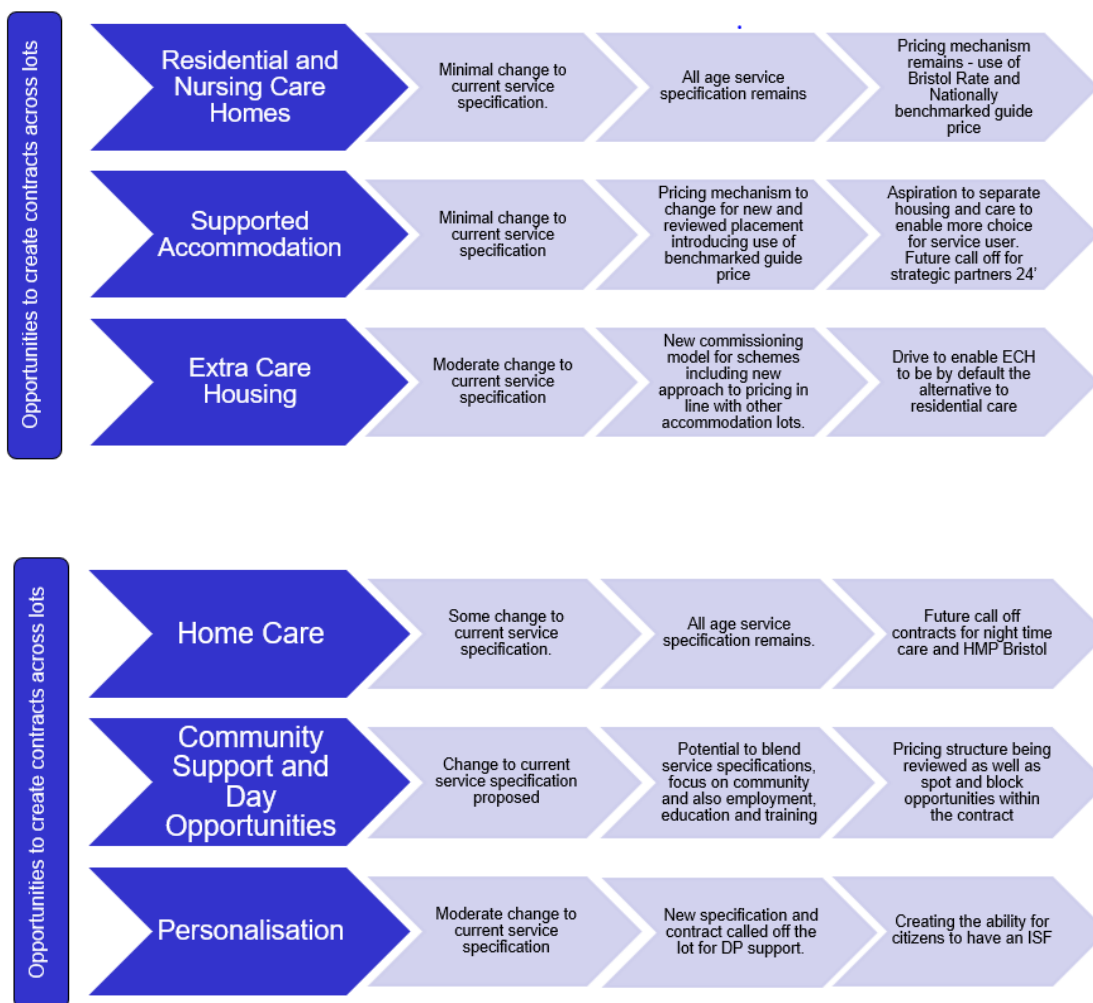 Opportunities to create contracts across lots
Residential and
Nursing Care
Homes
Minimal change to
current service
specification.
All age service
specification remains
Pricing mechanism
remains - use of
Bristol Rate and
Nationally
benchmarked guide
price
Supported
Accommodation
Minimal change to
current service
specification
Pricing mechanism to
change for new and
reviewed placement
introducing use of
benchmarked guide
price
Aspiration to separate
housing and care to
enable more choice
for service user.
Future call off for
strategic partners 24'
Extra Care
Housing
Moderate change to
current service
specification
New commissioning
model for schemes
including new
approach to pricing in
line with other
accommodation lots.
Drive to enable ECH
to be by default the
alternative to
residential care
Opportunities to create contracts across lots
Home Care
Some change to
current service
specification.
All age service
specification remains.
Future call off
contracts for night time
care and HMP Bristol
Community
Support and
Day
Opportunities
Change to current
service specification
proposed
Potential to blend
service specifications,
focus on community
and also employment,
education and training
Pricing structure being
reviewed as well as
spot and block
opportunities within
the contract
Personalisation
Moderate change to
current service
specification
New specification and
contract called off the
lot for DP support.
Creating the ability for
citizens to have an ISF